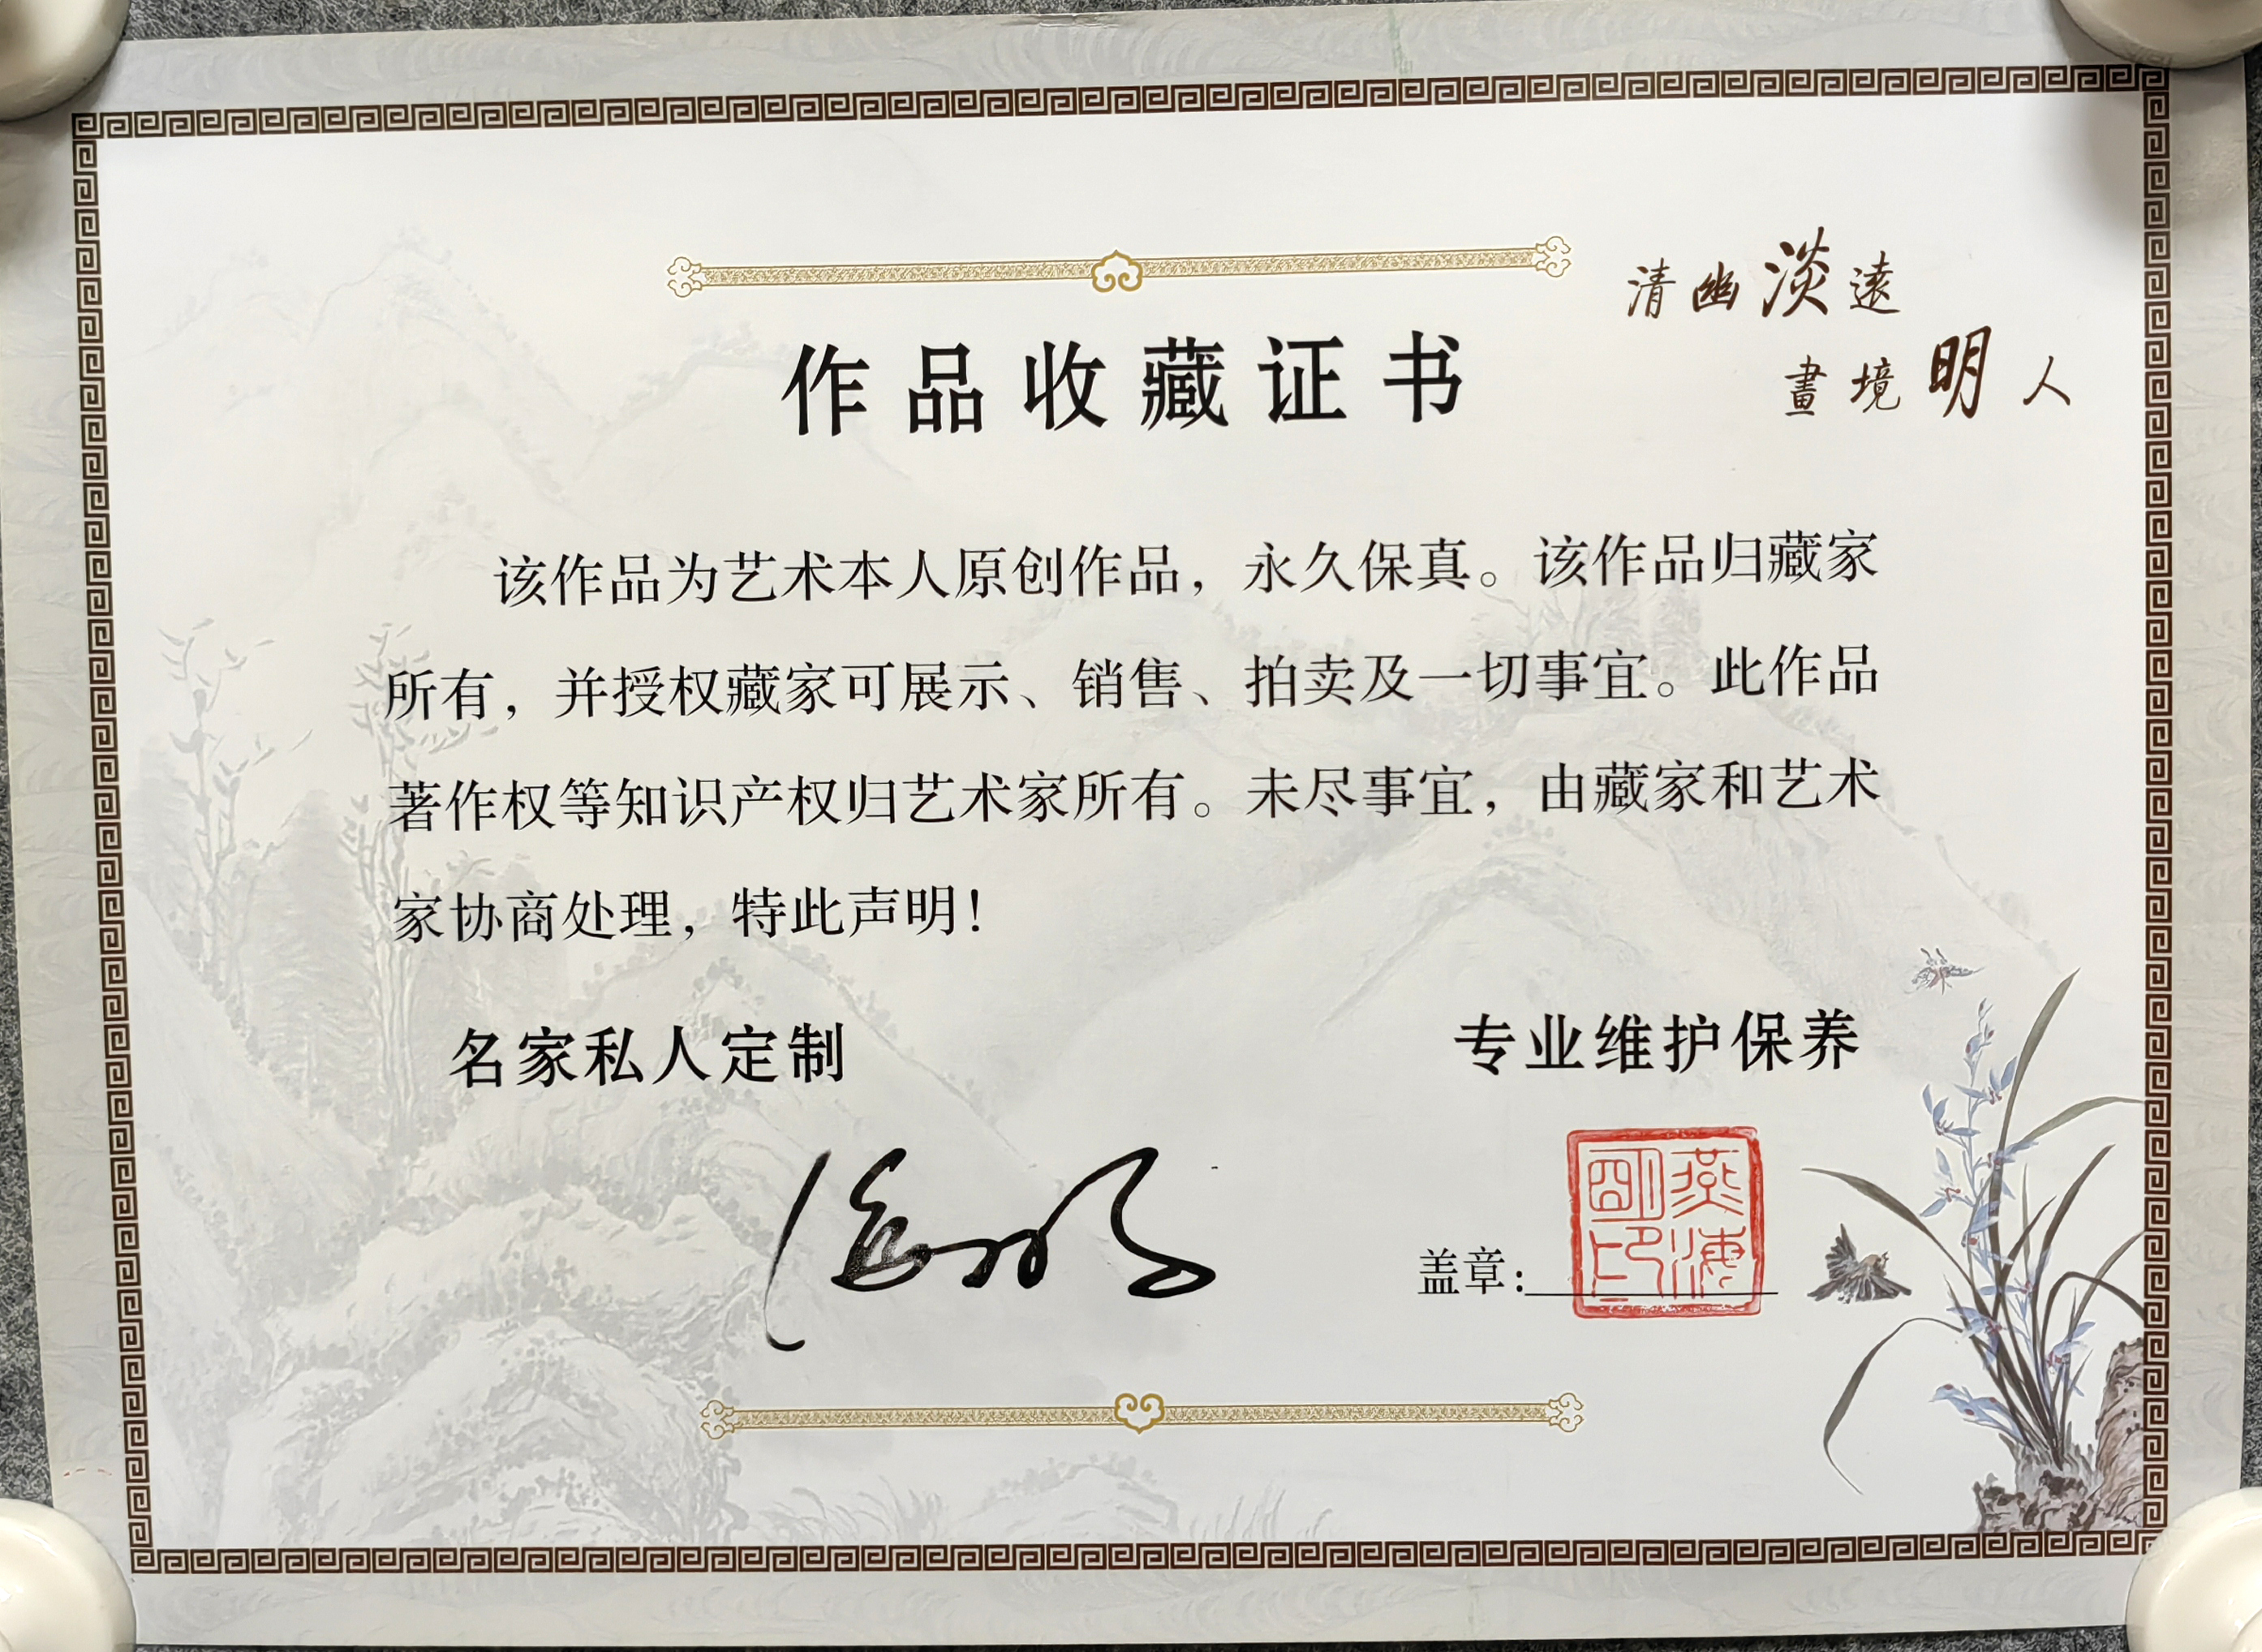 清幽淡遠
畫境明人
作品收藏证书
该作品为艺术本人原创作品，永久保真。该作品归藏家
所有，并授权藏家可展示、销售、拍卖及一切事宜。此作品
著作权等知识产权归艺术家所有。未尽事宜，由藏家和艺术
家协商处理，特此声明！
名家私人定制
专业维护保养
盖章：
燕海
明印